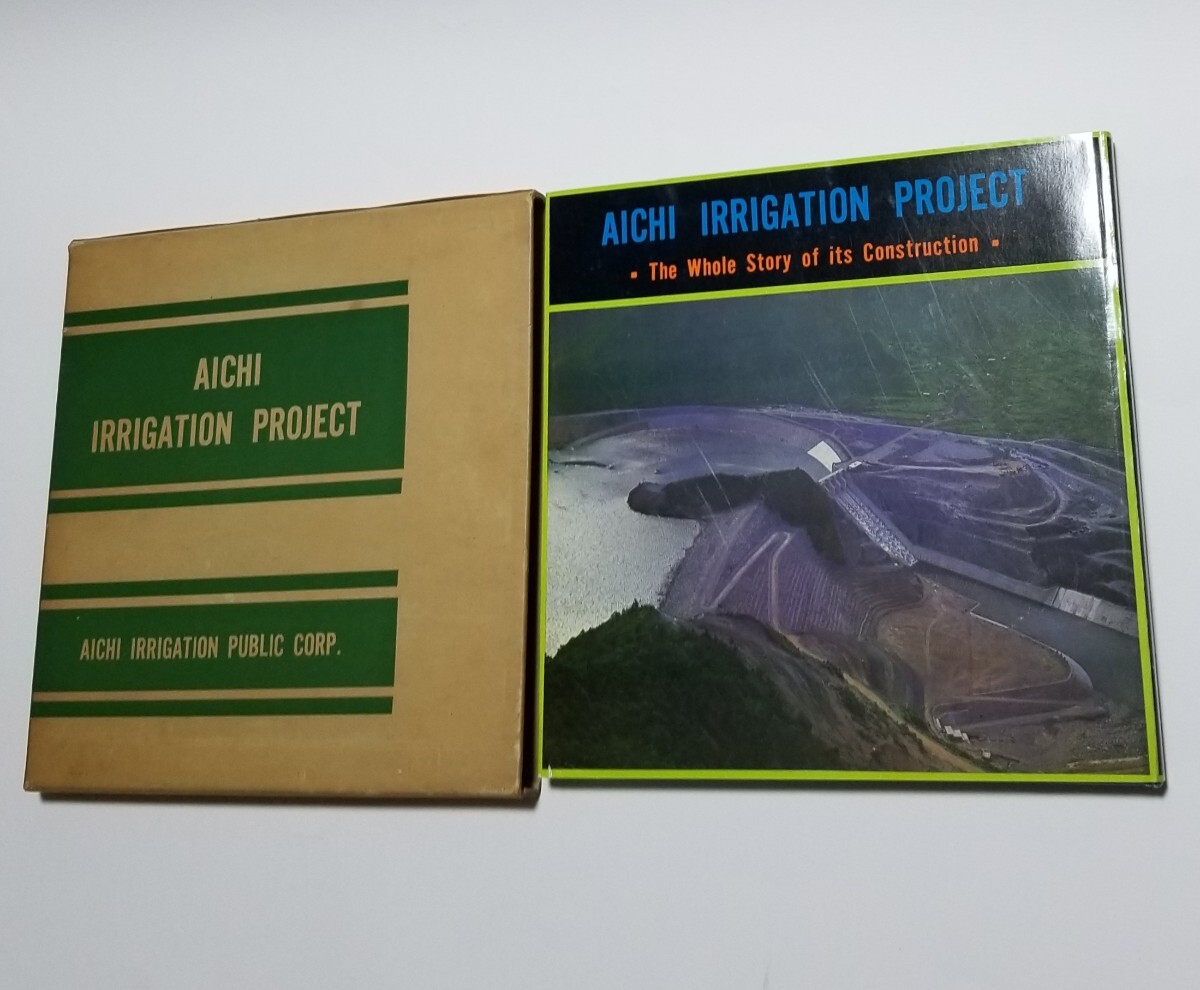 AICHI
IRRIGATION PROJECT
AICHI IRRIGATION PUBLIC CORP.
AICHI IRRIGATION PROJECT
▪ The Whole Story of its Construction ▪